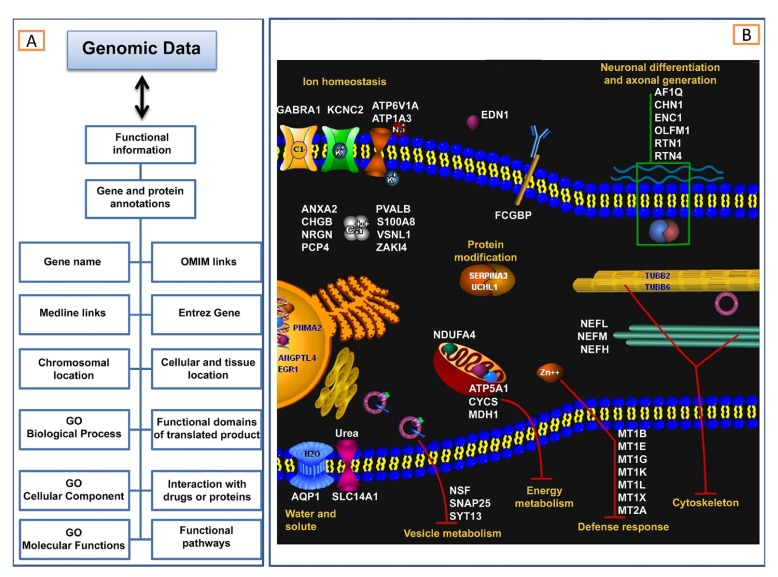 A
Genomic Data
Functional
information
Gene and protein
annotations
Gene name
OMIM links
Medline links
Entrez Gene
Chromosomal
location
Cellular and tissue
location
GO
Biological Process
Functional domains
of translated product
GO
Cellular Component
Interaction with
drugs or proteins
GO
Molecular Functions
Functional
pathways
B
Ion homeostasis
GABRA1
KCNC2
ATP6V1A
ATP1A3
K+
EDN1
FCGBP
Neuronal differentiation
and axonal generation
AF1Q
CHN1
ENC1
OLFM1
RTN1
RTN4
ANXA2
CHGB
NRGN
PCP4
PVALB
S100A8
VSNL1
ZAKI4
Protein
modification
SERPINA3
UCHL1
TUBB2
TUBB6
PNMA2
ANGPTL4
EGR1
NDUFA4
ATP5A1
CYCS
MDH1
NEFL
NEFM
NEFH
Zn++
Urea
H2O
AQP1
SLC14A1
Water and
solute
NSF
SNAP25
SYT13
Vesicle metabolism
Energy
metabolism
MT1B
MT1E
MT1G
MT1K
MT1L
MT1X
MT2A
Defense response
Cytoskeleton